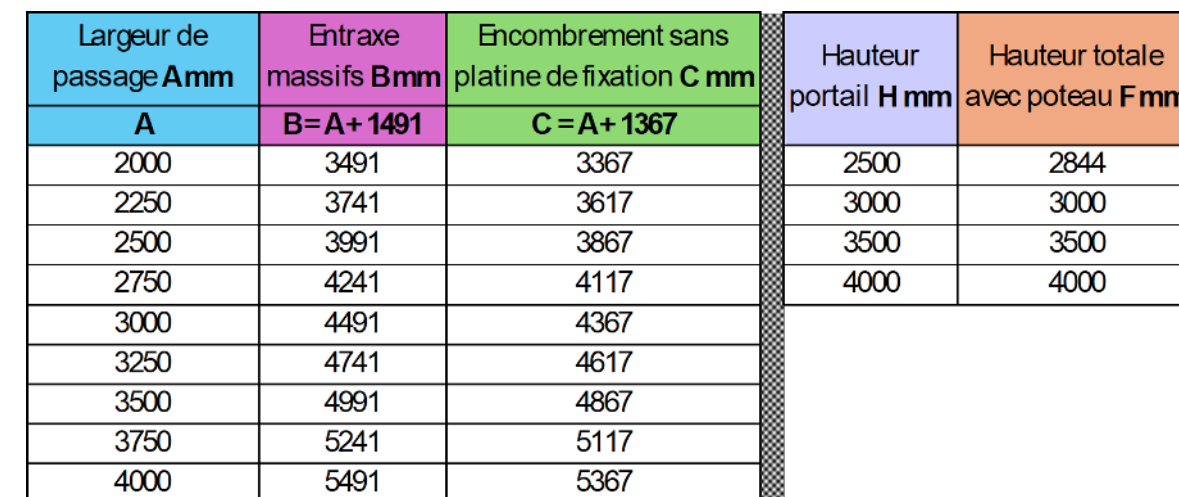 Largeur de
passage A mm
Entraxe
massifs B mm
Encombrement sans
platine de fixation C mm
Hauteur
portail H mm
Hauteur totale
avec poteau F mm
A
B = A + 1491
C = A + 1367
2000 3491 3367 2500 2844
2250 3741 3617 3000 3000
2500 3991 3867 3500 3500
2750 4241 4117 4000 4000
3000 4491 4367
3250 4741 4617
3500 4991 4867
3750 5241 5117
4000 5491 5367